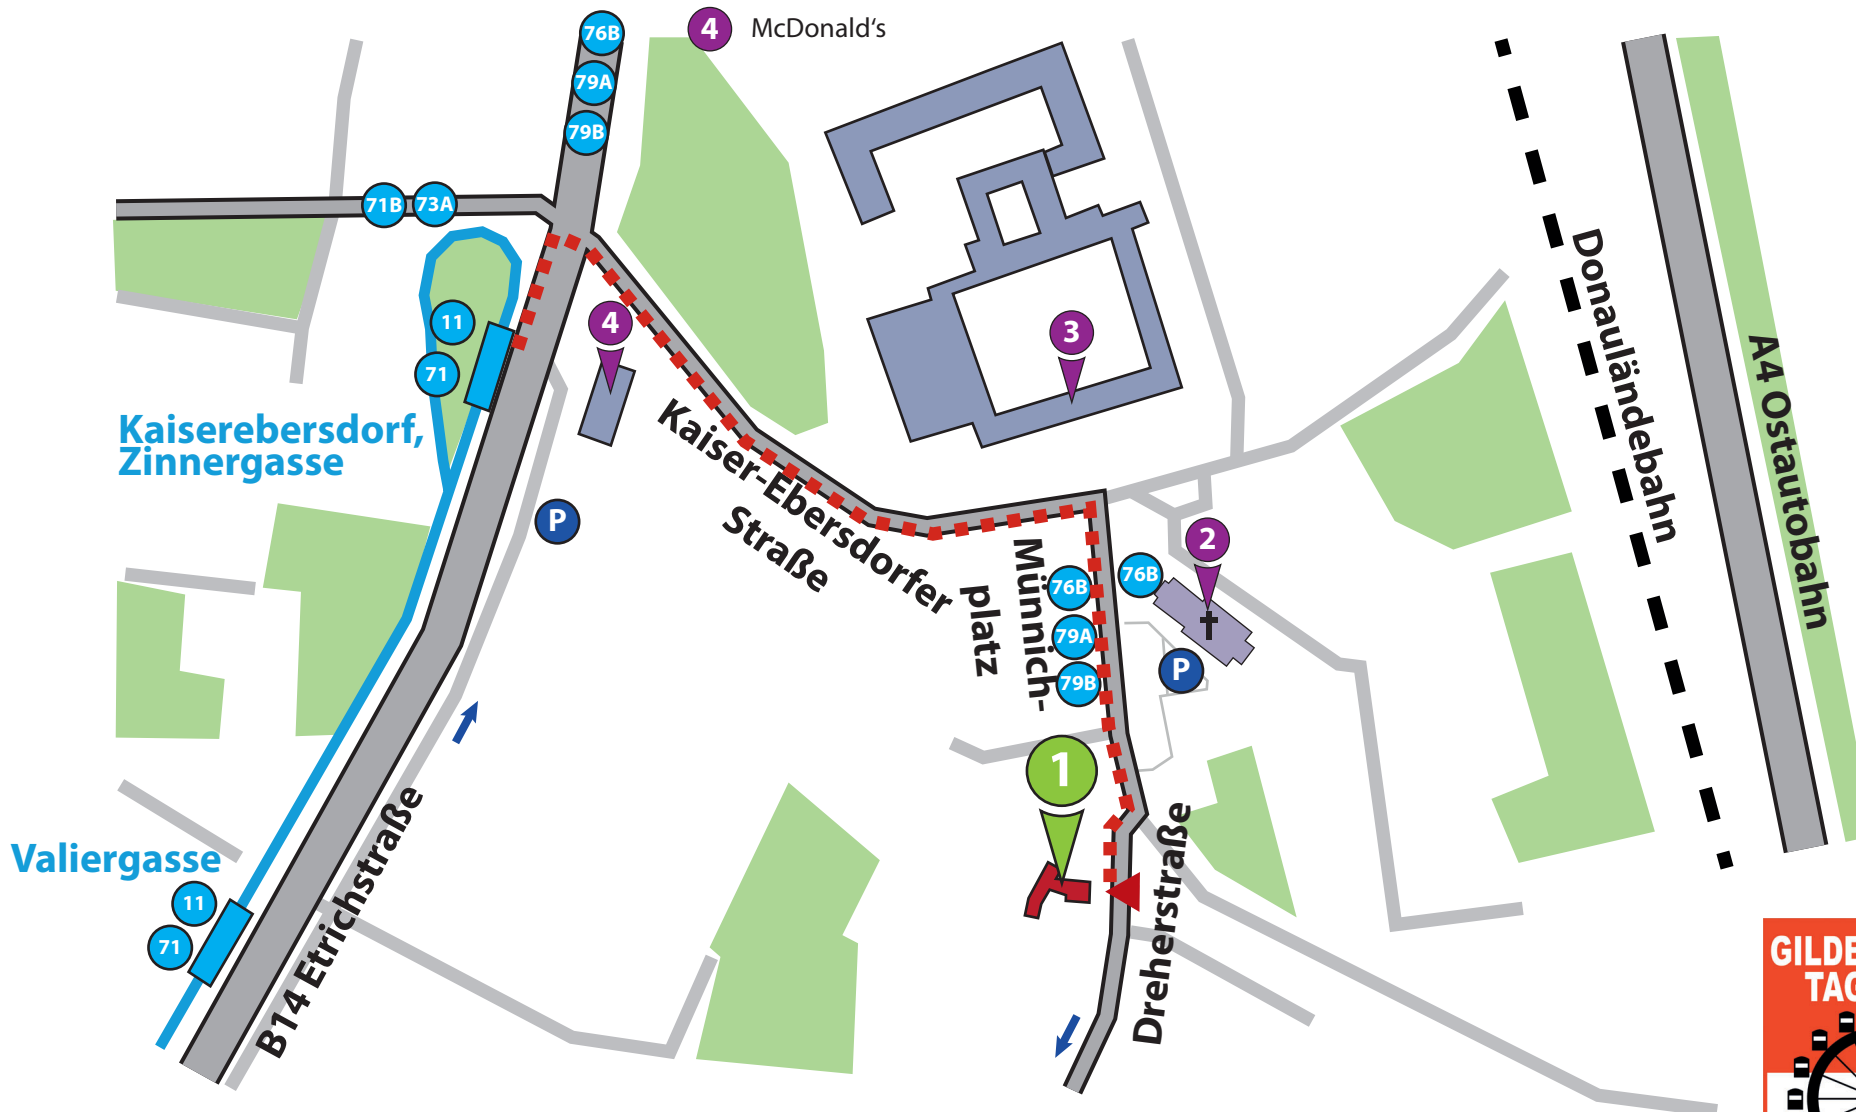 76B
4 McDonald‘s
79A
79B
71B 73A
11
4
3
71
Kaiserebersdorf,
Zinnergasse
Kaiser-Ebersdorfer
Straße
P
Münnich-
platz
76B
76B
2
79A
79B
P
Donauländebahn
A4 Ostautobahn
1
Valiergasse
11
71
B14 Etrichstraße
Dreherstraße
GILDE
TAG